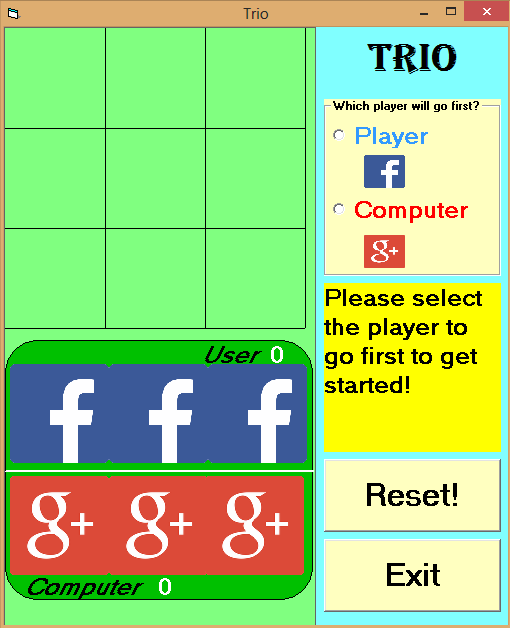 Trio
TRIO
Which player will go first?
Player
f
Computer
g+
Please select
the player to
go first to get
started!
User 0
f f f
g+ g+ g+
Computer 0
Reset!
Exit